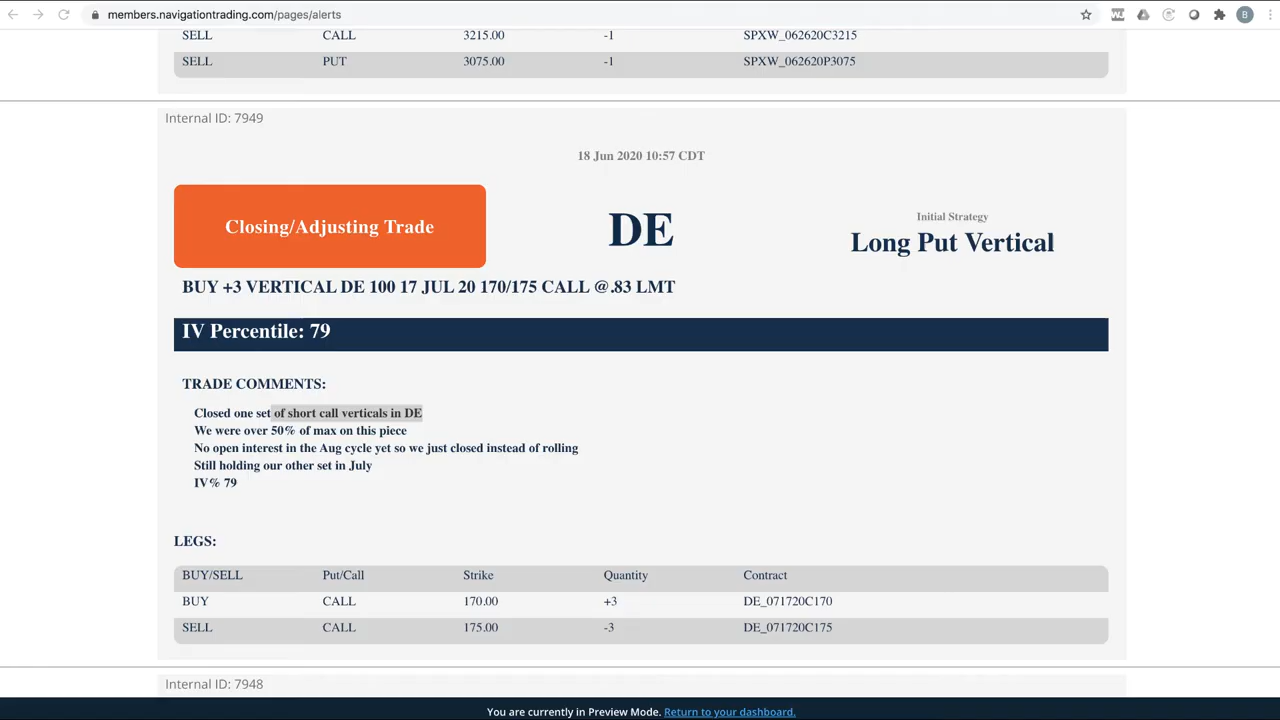 members.navigationtrading.com/pages/alerts
B
SELL CALL 3215.00 -1 SPXW_062620C3215
SELL PUT 3075.00 -1 SPXW_062620P3075
Internal ID: 7949
18 Jun 2020 10:57 CDT
Closing/Adjusting Trade
DE
Initial Strategy
Long Put Vertical
BUY +3 VERTICAL DE 100 17 JUL 20 170/175 CALL @.83 LMT
IV Percentile: 79
TRADE COMMENTS:
Closed one set of short call verticals in DE
We were over 50% of max on this piece
No open interest in the Aug cycle yet so we just closed instead of rolling
Still holding our other set in July
IV% 79
LEGS:
BUY/SELL Put/Call Strike Quantity Contract
BUY CALL 170.00 +3 DE_071720C170
SELL CALL 175.00 -3 DE_071720C175
Internal ID: 7948
You are currently in Preview Mode. Return to your dashboard.